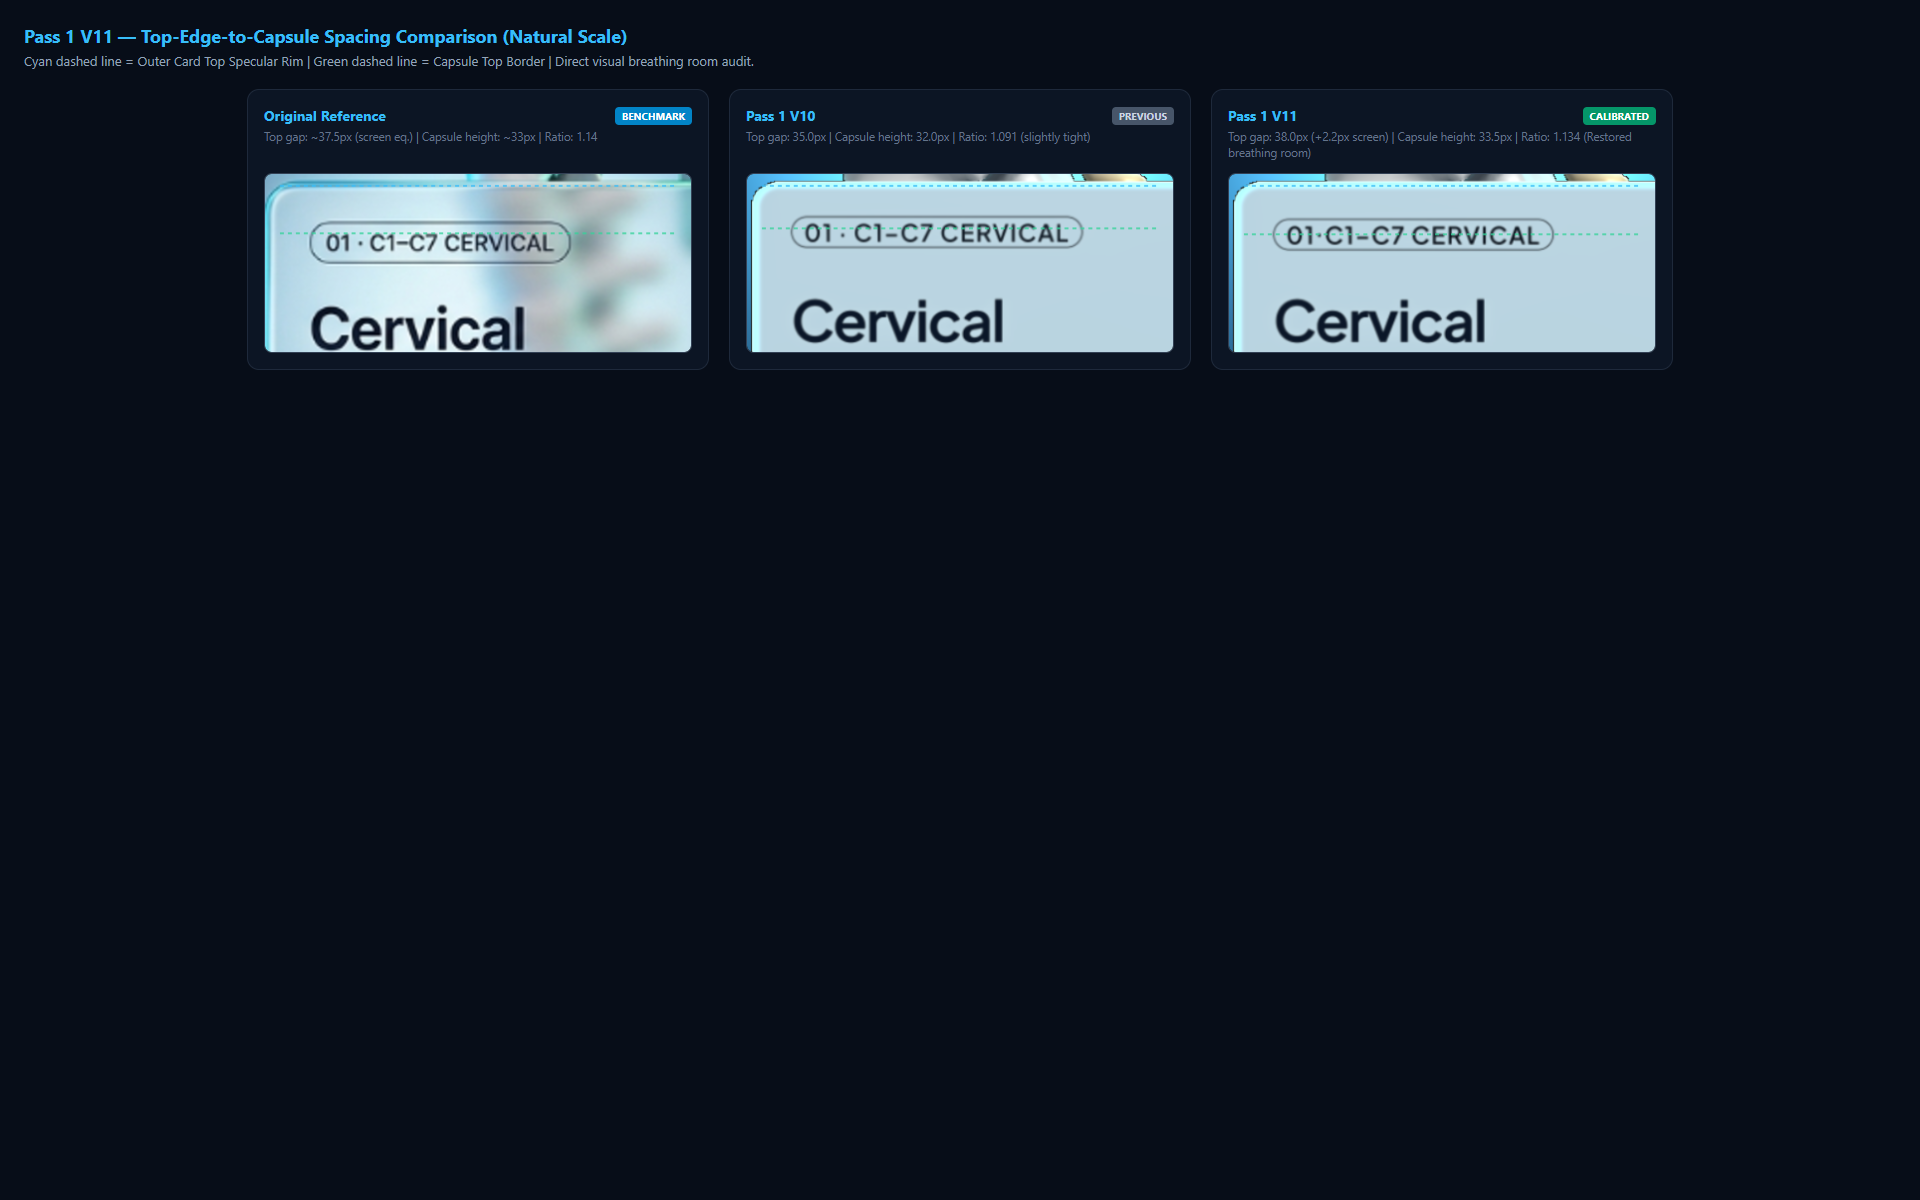 Pass 1 V11 — Top-Edge-to-Capsule Spacing Comparison (Natural Scale)
Cyan dashed line = Outer Card Top Specular Rim | Green dashed line = Capsule Top Border | Direct visual breathing room audit.
Original Reference
BENCHMARK
Top gap: ~37.5px (screen eq.) | Capsule height: ~33px | Ratio: 1.14
01 · C1–C7 CERVICAL
Cervical
Pass 1 V10
PREVIOUS
Top gap: 35.0px | Capsule height: 32.0px | Ratio: 1.091 (slightly tight)
01 · C1–C7 CERVICAL
Cervical
Pass 1 V11
CALIBRATED
Top gap: 38.0px (+2.2px screen) | Capsule height: 33.5px | Ratio: 1.134 (Restored
breathing room)
01·C1–C7 CERVICAL
Cervical